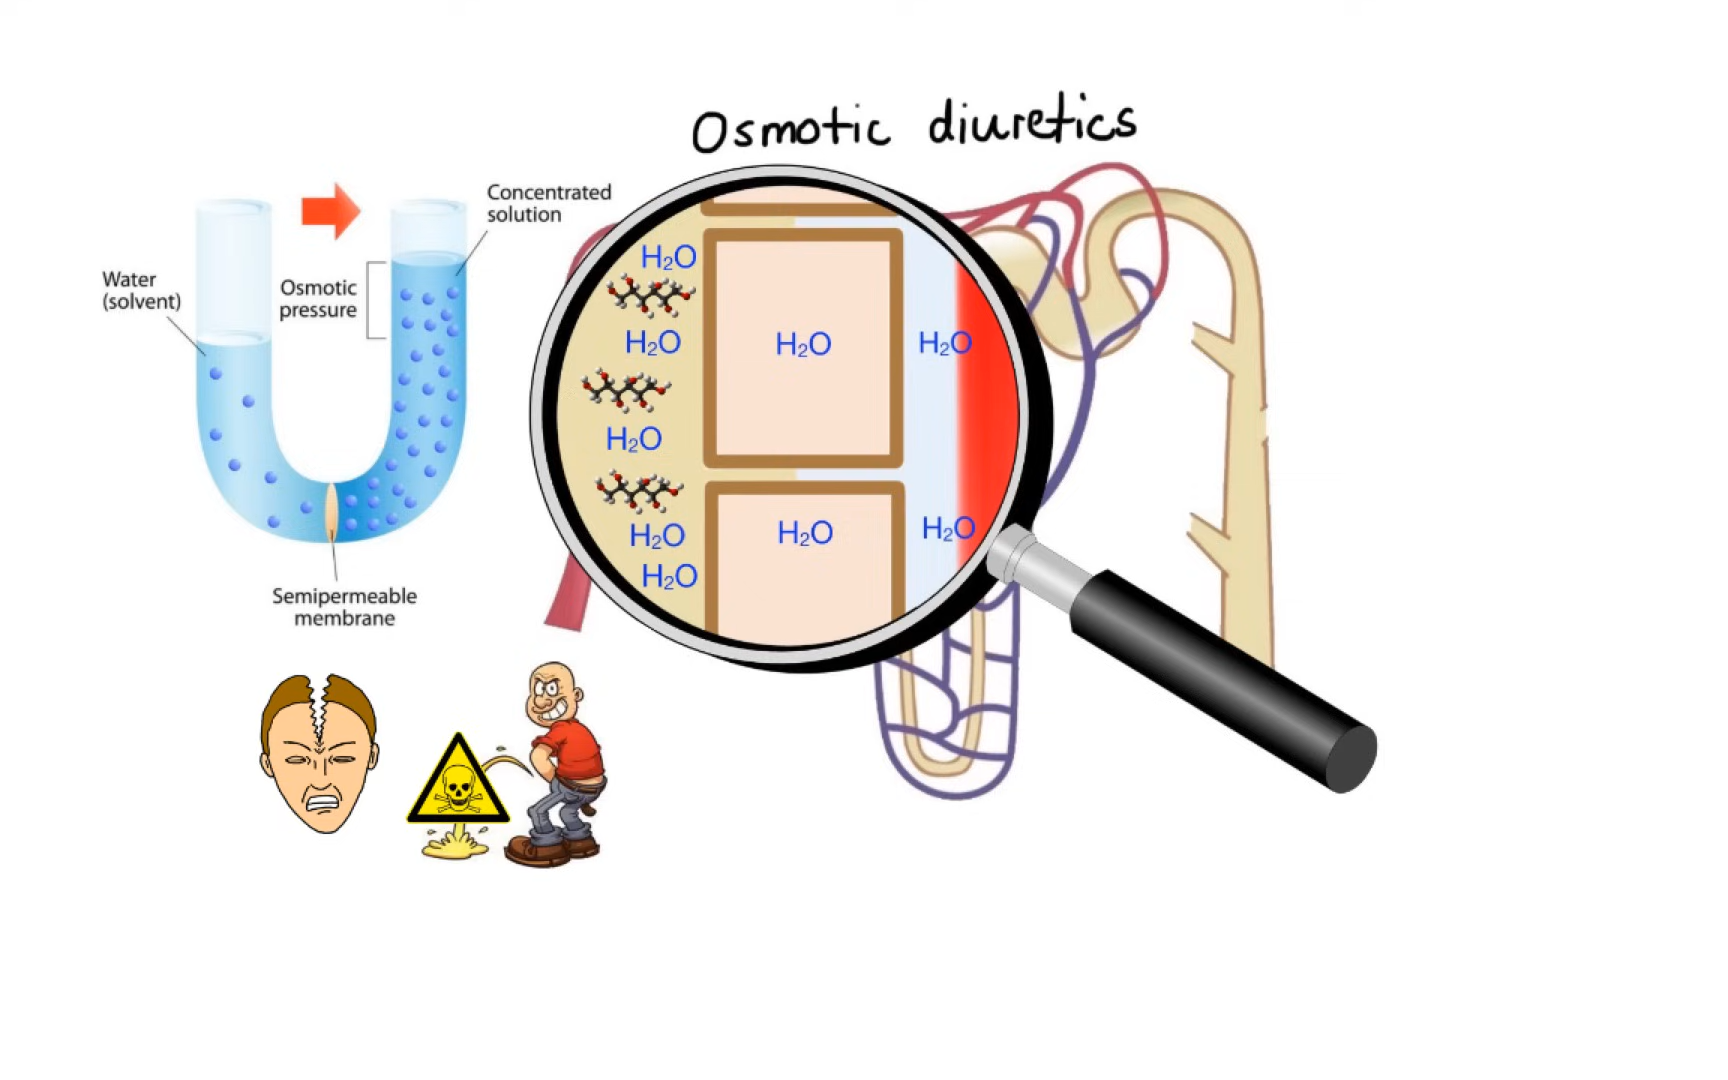 Osmotic diuretics
Concentrated
solution
Water
(solvent)
Osmotic
pressure
Semipermeable
membrane
H₂O
H₂O
H₂O
H₂O
H₂O
H₂O
H₂O
H₂O
H₂O